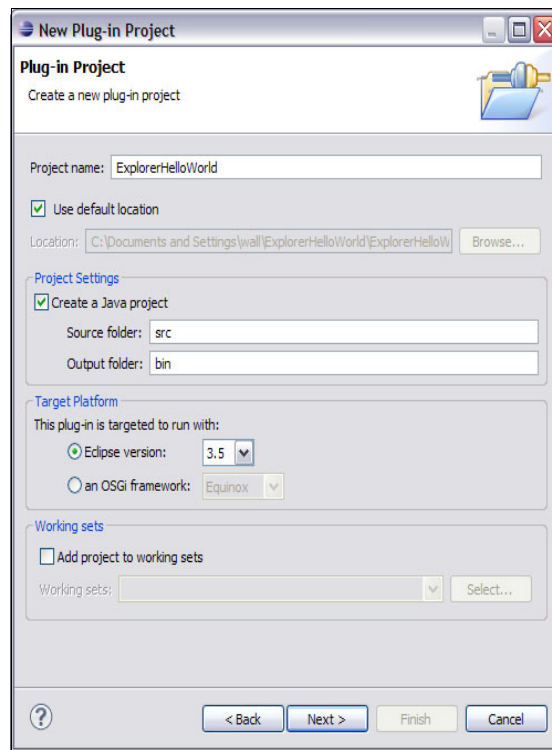 New Plug-in Project
Plug-in Project
Create a new plug-in project
Project name: ExplorerHelloWorld
Use default location
Location: C:\Documents and Settings\wall\ExplorerHelloWorld\ExplorerHelloW Browse...
Project Settings
Create a Java project
Source folder: src
Output folder: bin
Target Platform
This plug-in is targeted to run with:
Eclipse version: 3.5
an OSGi framework: Equinox
Working sets
Add project to working sets
Working sets: Select...
? < Back Next > Finish Cancel